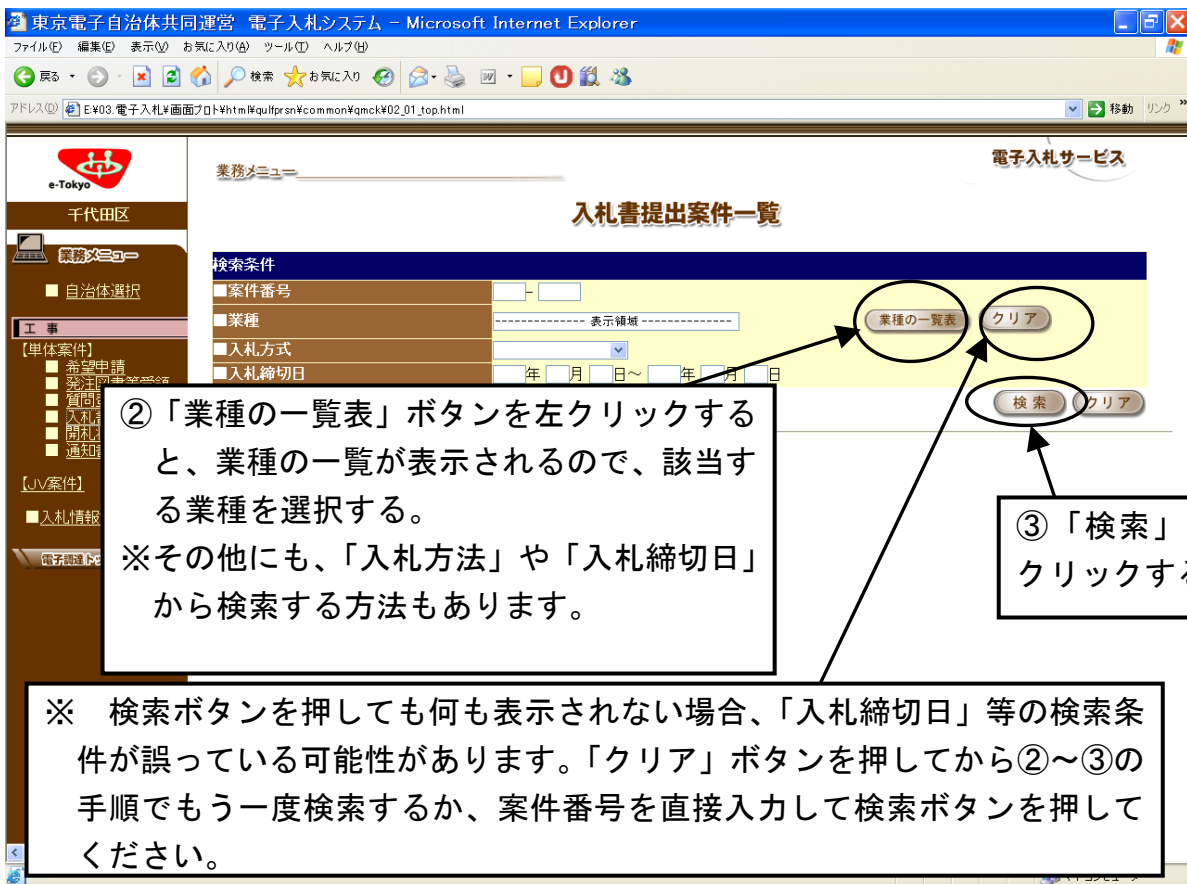 東京電子自治体共同運営 電子入札システム - Microsoft Internet Explorer
ファイル(F) 編集(E) 表示(V) お気に入り(A) ツール(T) ヘルプ(H)
戻る 検索 お気に入り
アドレス(D) E:¥03.電子入札¥画面プロト¥html¥qulfprsn¥common¥qmck¥02_01_top.html 移動 リンク »
e-Tokyo
業務メニュー
電子入札サービス
千代田区
入札書提出案件一覧
業務メニュー
■ 自治体選択
検索条件
■案件番号 -
■業種 -------------- 表示領域 -------------- 業種の一覧表 クリア
■入札方式
■入札締切日 年 月 日~ 年 月 日
検索 クリア
工 事
【単体案件】
■ 希望申請
■ 発注図書等受領
■ 質問
■ 入札書
■ 開札
■ 通知書
【JV案件】
■入札情報
電子調達
②「業種の一覧表」ボタンを左クリックする
と、業種の一覧が表示されるので、該当す
る業種を選択する。
※その他にも、「入札方法」や「入札締切日」
から検索する方法もあります。
③「検索」
クリックする
※ 検索ボタンを押しても何も表示されない場合、「入札締切日」等の検索条
件が誤っている可能性があります。「クリア」ボタンを押してから②~③の
手順でもう一度検索するか、案件番号を直接入力して検索ボタンを押して
ください。